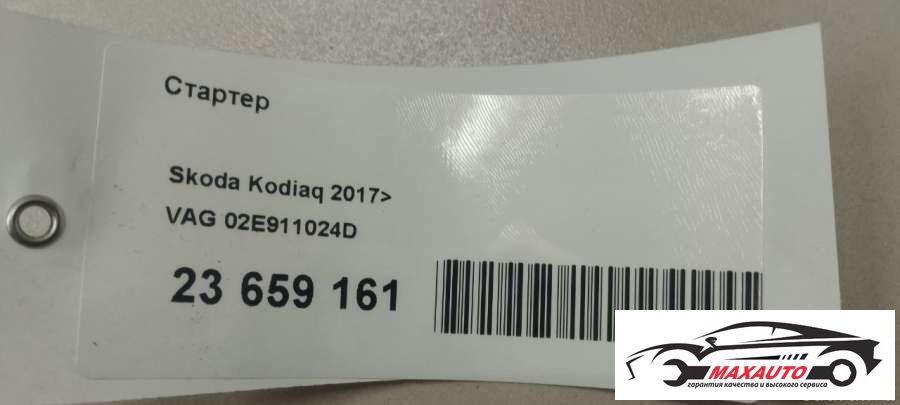 Стартер
Skoda Kodiaq 2017>
VAG 02E911024D
23 659 161
MAXAUTO
гарантия качества и высокого сервиса